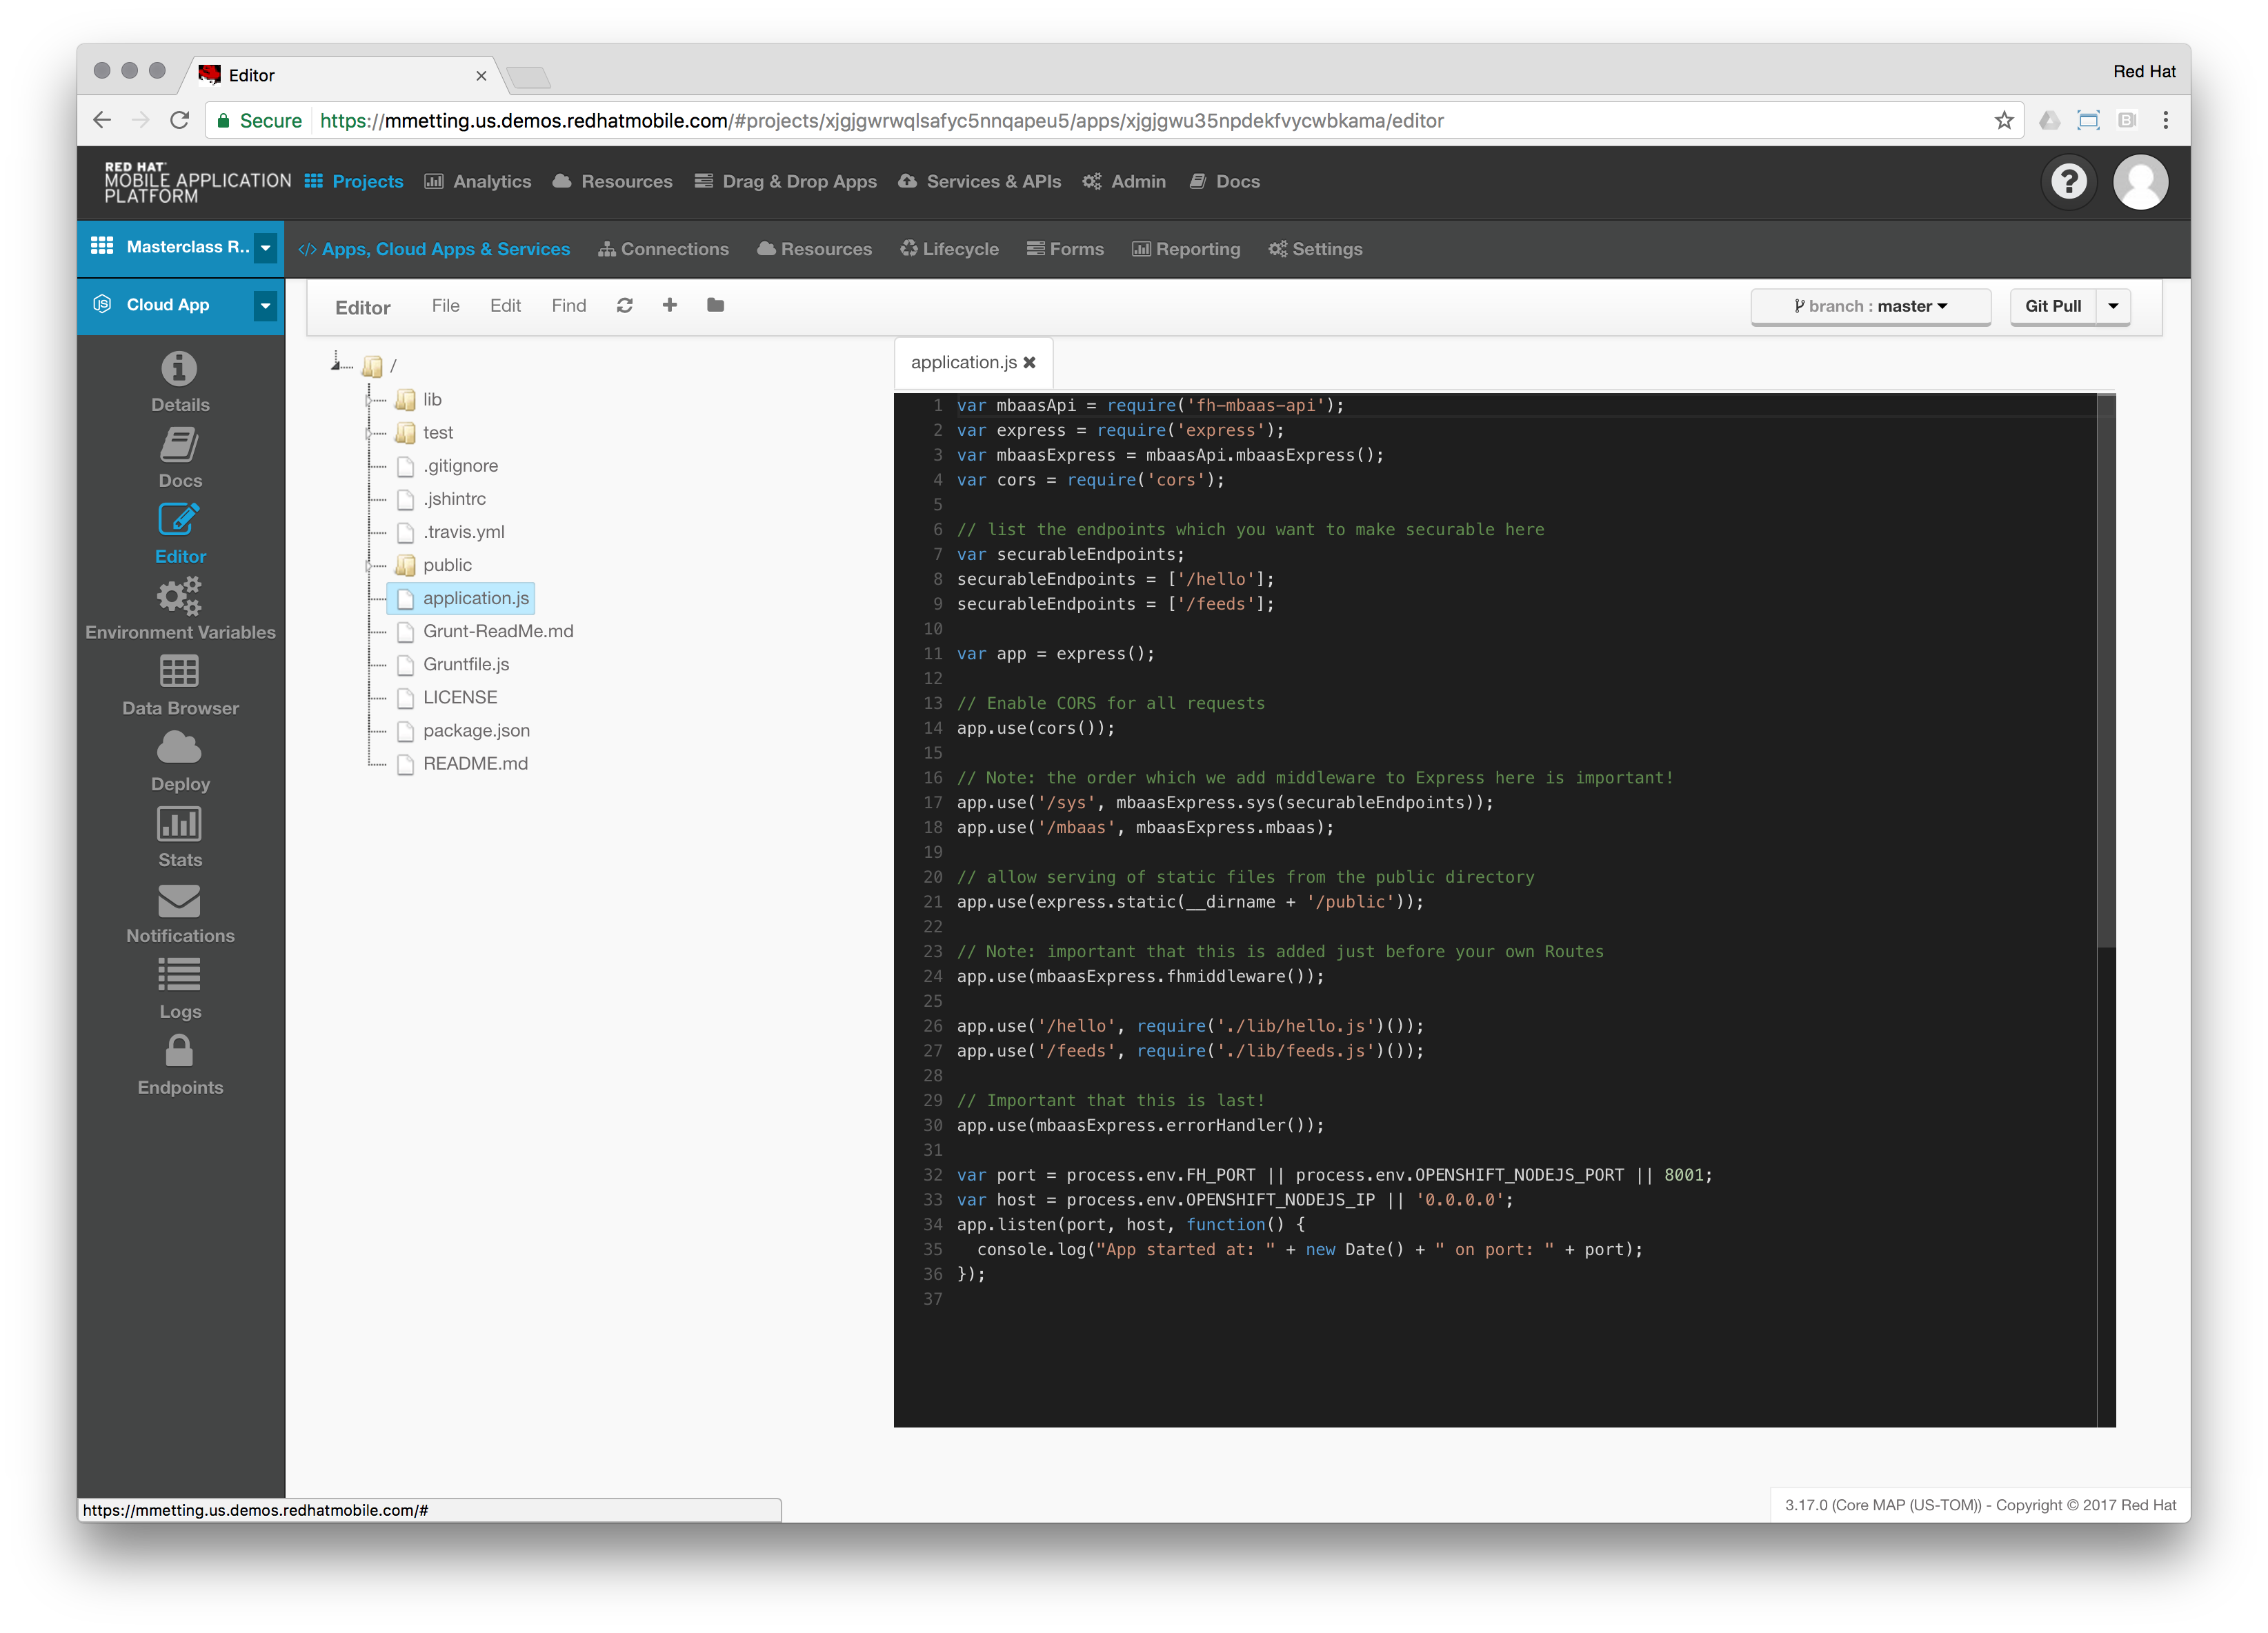 Editor
Red Hat
Secure https://mmetting.us.demos.redhatmobile.com/#projects/xjgjgwrwqlsafyc5nnqapeu5/apps/xjgjgwu35npdekfvycwbkama/editor
RED HAT
MOBILE APPLICATION
PLATFORM
Projects Analytics Resources Drag & Drop Apps Services & APIs Admin Docs
Masterclass R..
Apps, Cloud Apps & Services Connections Resources Lifecycle Forms Reporting Settings
Cloud App
Editor File Edit Find
branch : master Git Pull
Details
Docs
Editor
Environment Variables
Data Browser
Deploy
Stats
Notifications
Logs
Endpoints
/
lib
test
.gitignore
.jshintrc
.travis.yml
public
application.js
Grunt-ReadMe.md
Gruntfile.js
LICENSE
package.json
README.md
application.js
1 var mbaasApi = require('fh-mbaas-api');
2 var express = require('express');
3 var mbaasExpress = mbaasApi.mbaasExpress();
4 var cors = require('cors');
5
6 // list the endpoints which you want to make securable here
7 var securableEndpoints;
8 securableEndpoints = ['/hello'];
9 securableEndpoints = ['/feeds'];
10
11 var app = express();
12
13 // Enable CORS for all requests
14 app.use(cors());
15
16 // Note: the order which we add middleware to Express here is important!
17 app.use('/sys', mbaasExpress.sys(securableEndpoints));
18 app.use('/mbaas', mbaasExpress.mbaas);
19
20 // allow serving of static files from the public directory
21 app.use(express.static(__dirname + '/public'));
22
23 // Note: important that this is added just before your own Routes
24 app.use(mbaasExpress.fhmiddleware());
25
26 app.use('/hello', require('./lib/hello.js')());
27 app.use('/feeds', require('./lib/feeds.js')());
28
29 // Important that this is last!
30 app.use(mbaasExpress.errorHandler());
31
32 var port = process.env.FH_PORT || process.env.OPENSHIFT_NODEJS_PORT || 8001;
33 var host = process.env.OPENSHIFT_NODEJS_IP || '0.0.0.0';
34 app.listen(port, host, function() {
35   console.log("App started at: " + new Date() + " on port: " + port);
36 });
37
https://mmetting.us.demos.redhatmobile.com/#
3.17.0 (Core MAP (US-TOM)) - Copyright © 2017 Red Hat